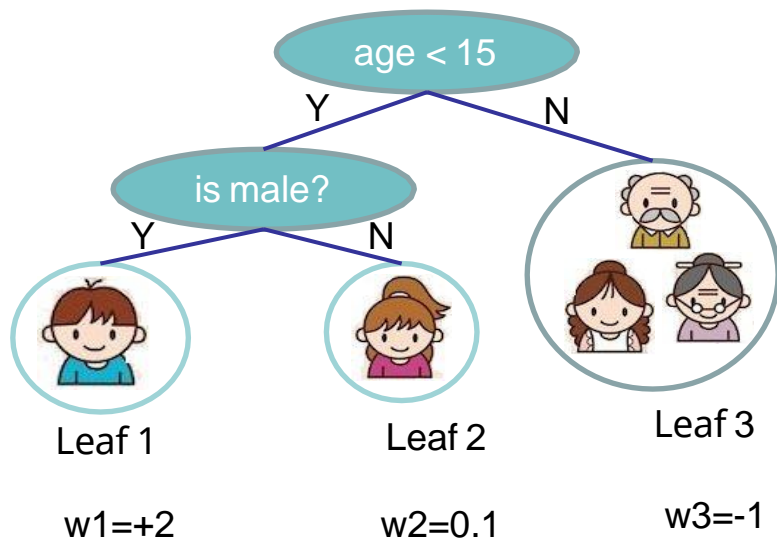 age < 15
Y
N
is male?
Y
N
Leaf 1
Leaf 2
Leaf 3
w1=+2
w2=0.1
w3=-1